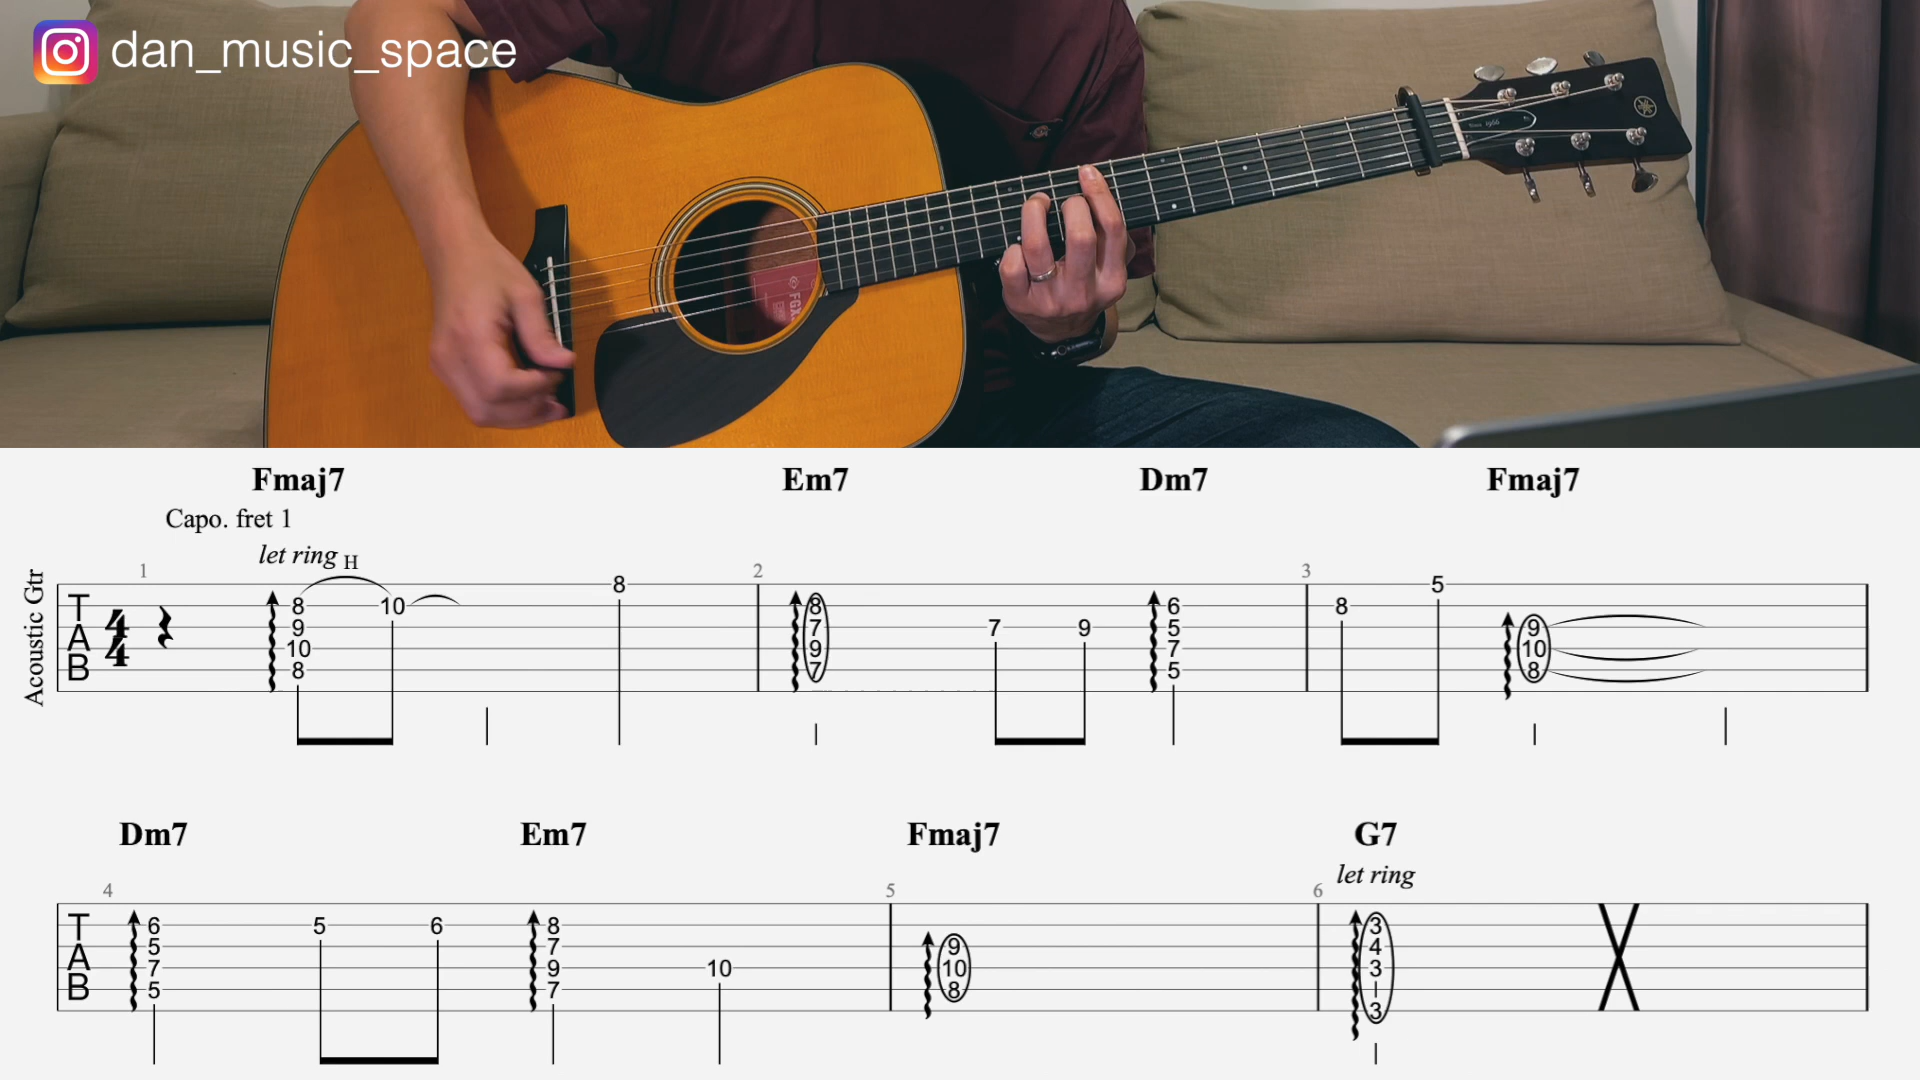 dan_music_space
since 1966
FGX
Fmaj7 Em7 Dm7 Fmaj7
Capo. fret 1
let ring H
1 2 3
Acoustic Gtr
T A B
4 4
8 9 10 8
10
8
8 7 9 7
7
9
6 5 7 5
8
5
9 10 8
Dm7 Em7 Fmaj7 G7
let ring
4 5 6
T A B
6 5 7 5
5
6
8 7 9 7
10
9 10 8
3 4 3 3